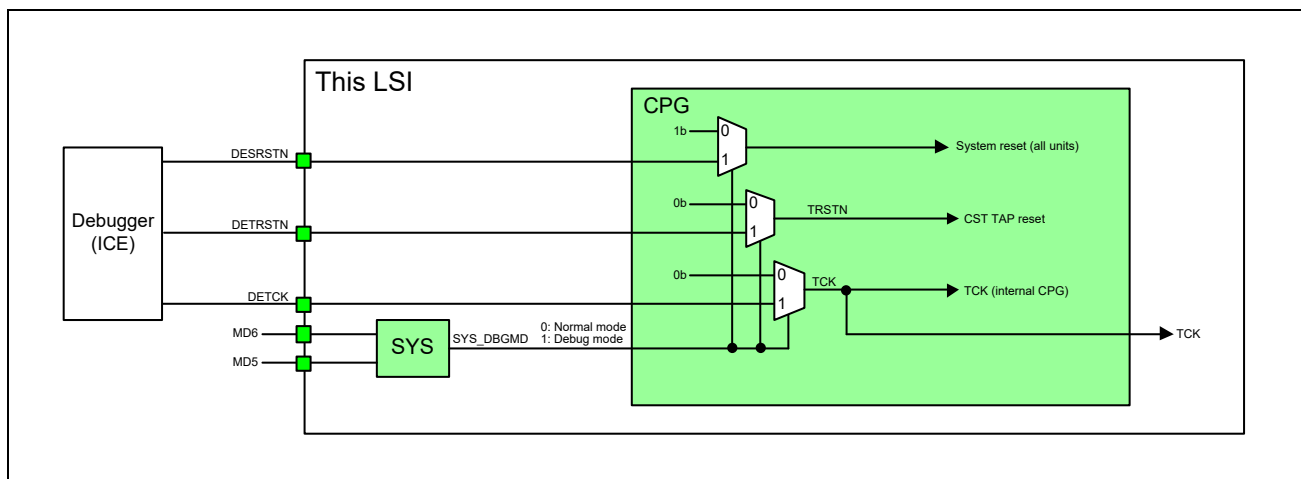 This LSI
CPG
1b
0
1
DESRSTN
System reset (all units)
Debugger
(ICE)
0b
0
1
DETRSTN
TRSTN
CST TAP reset
0b
0
1
DETCK
TCK
TCK (internal CPG)
MD6
MD5
SYS
SYS_DBGMD
0: Normal mode
1: Debug mode
TCK